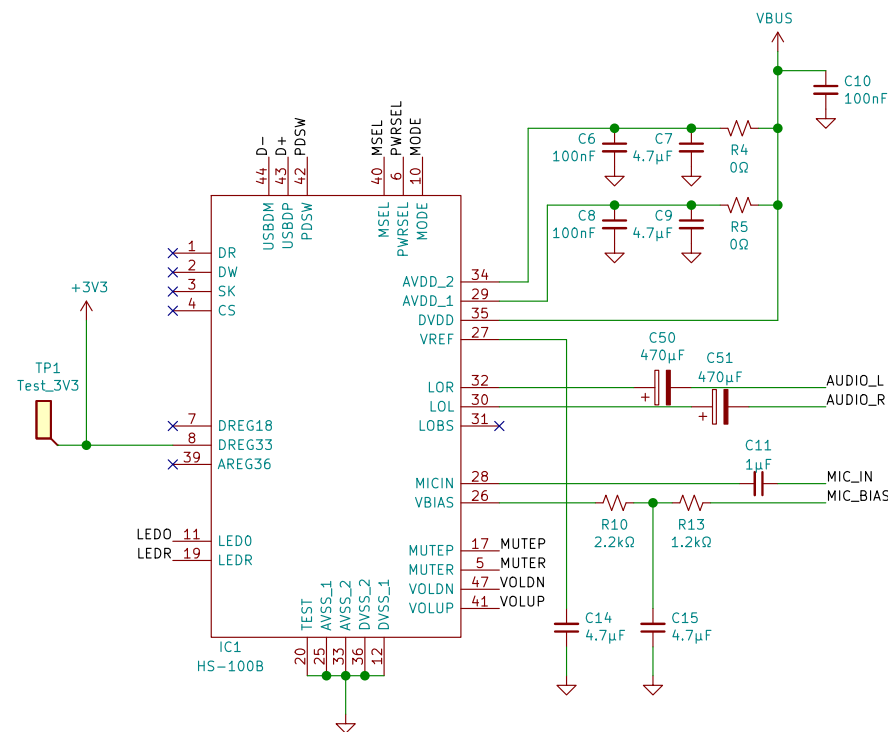 VBUS
C10
100nF
D-
D+
PDSW
MSEL
PWRSEL
MODE
44
43
42
40
6
10
USBDM
USBDP
PDSW
MSEL
PWRSEL
MODE
C6
100nF
C7
4.7µF
R4
0Ω
C8
100nF
C9
4.7µF
R5
0Ω
1 DR
2 DW
3 SK
4 CS
AVDD_2 34
AVDD_1 29
DVDD 35
VREF 27
+3V3
TP1
Test_3V3
C50
470µF
C51
470µF
LOR 32
AUDIO_L
LOL 30
AUDIO_R
LOBS 31
7 DREG18
8 DREG33
39 AREG36
C11
1µF
MICIN 28
MIC_IN
VBIAS 26
MIC_BIAS
R10
2.2kΩ
R13
1.2kΩ
LEDO 11 LEDO
LEDR 19 LEDR
MUTEP 17 MUTEP
MUTER 5 MUTER
VOLDN 47 VOLDN
VOLUP 41 VOLUP
TEST
AVSS_1
AVSS_2
DVSS_2
DVSS_1
20
25
33
36
12
C14
4.7µF
C15
4.7µF
IC1
HS-100B